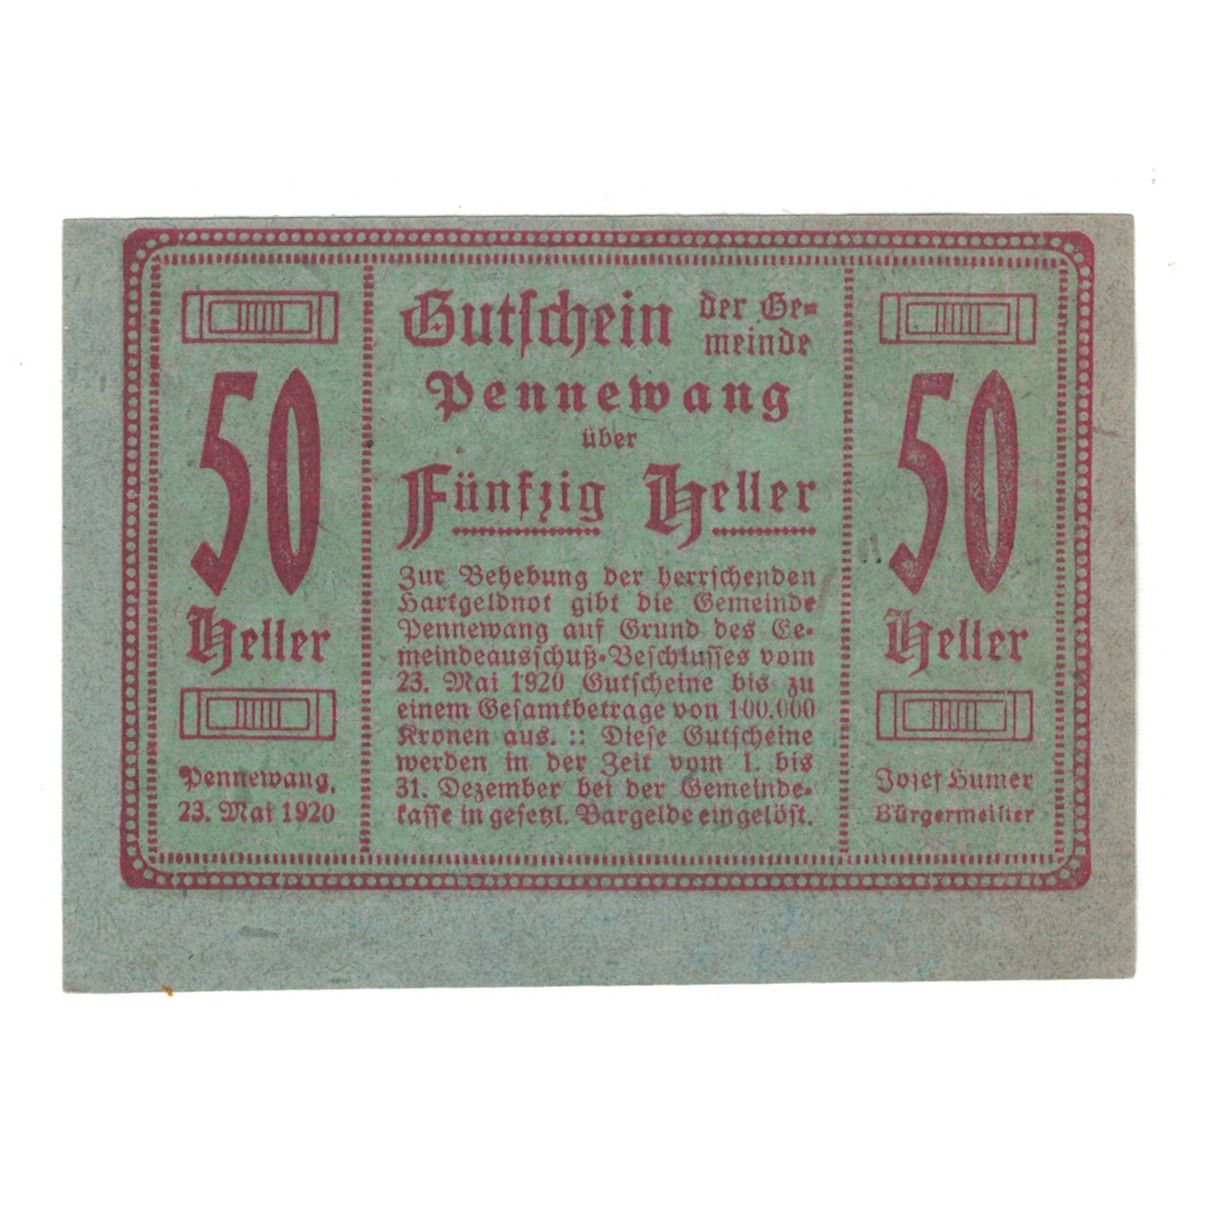 50
Heller
Pennewang,
23. Mai 1920
Gutschein der Ge-
meinde
Pennewang
über
Fünfzig Heller
Zur Behebung der herrschenden
Hartgeldnot gibt die Gemeinde
Pennewang auf Grund des Ge-
meindeausschuß-Beschlusses vom
23. Mai 1920 Gutscheine bis zu
einem Gesamtbetrage von 100.000
Kronen aus. :: Diese Gutscheine
werden in der Zeit vom 1. bis
31. Dezember bei der Gemeinde-
kasse in gesetzl. Bargelde eingelöst.
50
Heller
Josef Humer
Bürgermeister